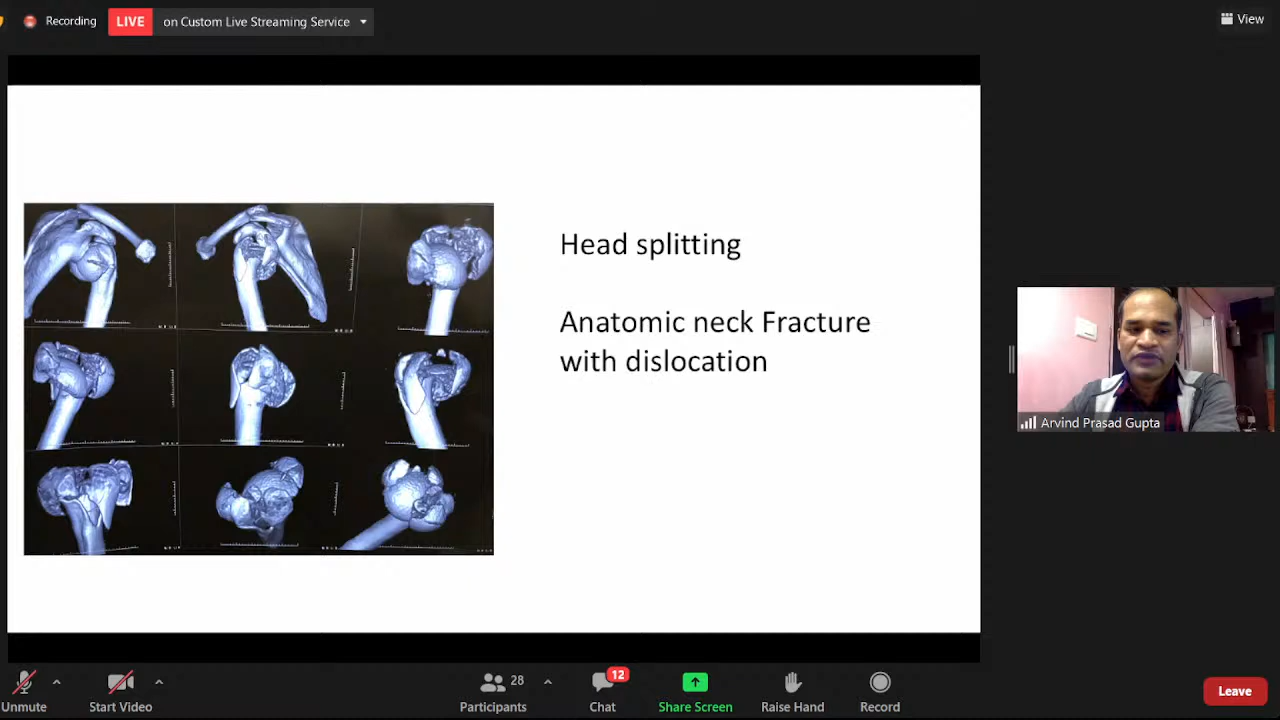 Recording
LIVE
on Custom Live Streaming Service
View
Head splitting
Anatomic neck Fracture
with dislocation
Arvind Prasad Gupta
Unmute
Start Video
28
Participants
12
Chat
Share Screen
Raise Hand
Record
Leave